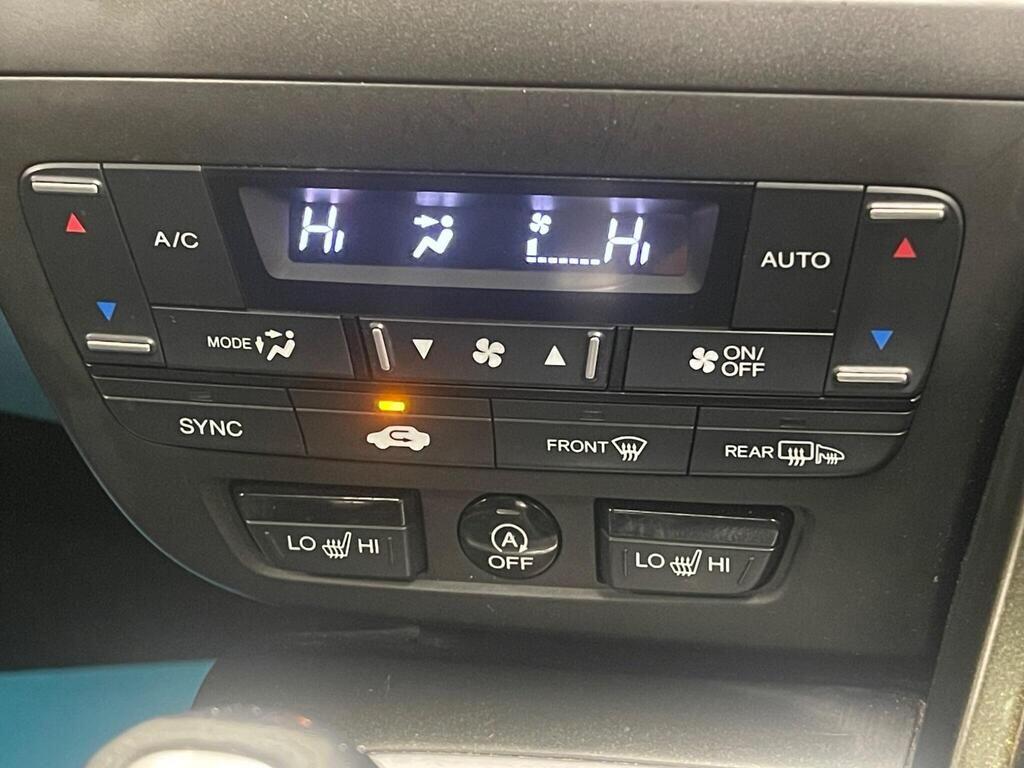 Hi Hi
A/C
AUTO
MODE
ON/
OFF
SYNC
FRONT
REAR
LO HI
A
OFF
LO HI